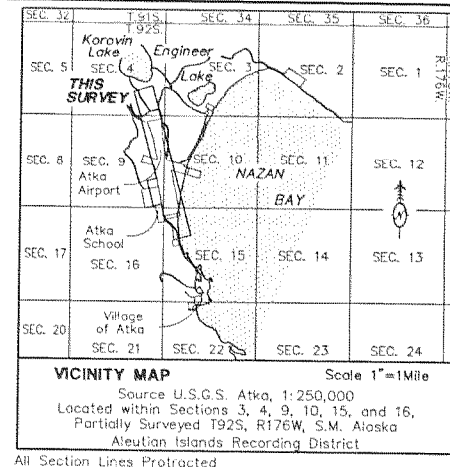 SEC. 32
T.91S.
SEC. 34
SEC. 35
SEC. 36
T.92S.
Korovin
Lake
Engineer
Lake
SEC. 5
SEC. 4
SEC. 3
SEC. 2
SEC. 1
R.176W.
THIS
SURVEY
SEC. 8
SEC. 9
SEC. 10
SEC. 11
SEC. 12
Atka
Airport
NAZAN
BAY
N
Atka
School
SEC. 17
SEC. 16
SEC. 15
SEC. 14
SEC. 13
Village
of Atka
SEC. 20
SEC. 21
SEC. 22
SEC. 23
SEC. 24
VICINITY MAP
Scale 1"=1Mile
Source U.S.G.S. Atka, 1:250,000
Located within Sections 3, 4, 9, 10, 15, and 16,
Partially Surveyed T92S, R176W, S.M. Alaska
Aleutian Islands Recording District
All Section Lines Protracted